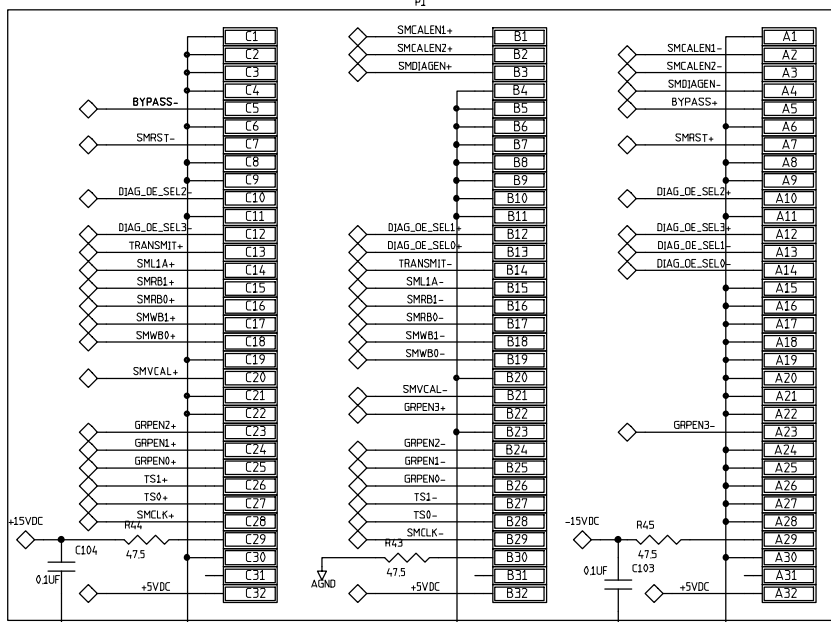 P1
C1
C2
C3
C4
BYPASS- C5
C6
SMRST- C7
C8
C9
DIAG_OE_SEL2- C10
C11
DIAG_OE_SEL3- C12
TRANSMIT+ C13
SML1A+ C14
SMRB1+ C15
SMRB0+ C16
SMWB1+ C17
SMWB0+ C18
C19
SMVCAL+ C20
C21
C22
GRPEN2+ C23
GRPEN1+ C24
GRPEN0+ C25
TS1+ C26
TS0+ C27
SMCLK+ C28
+15VDC R44 C29
C104 47.5
C30
0.1UF C31
+5VDC C32
SMCALEN1+ B1
SMCALEN2+ B2
SMDIAGEN+ B3
B4
B5
B6
B7
B8
B9
B10
B11
DIAG_OE_SEL1+ B12
DIAG_OE_SEL0+ B13
TRANSMIT- B14
SML1A- B15
SMRB1- B16
SMRB0- B17
SMWB1- B18
SMWB0- B19
B20
SMVCAL- B21
GRPEN3+ B22
B23
GRPEN2- B24
GRPEN1- B25
GRPEN0- B26
TS1- B27
TS0- B28
SMCLK- B29
R43 B30
47.5
AGND B31
+5VDC B32
A1
SMCALEN1- A2
SMCALEN2- A3
SMDIAGEN- A4
BYPASS+ A5
A6
SMRST+ A7
A8
A9
DIAG_OE_SEL2+ A10
A11
DIAG_OE_SEL3+ A12
DIAG_OE_SEL1- A13
DIAG_OE_SEL0- A14
A15
A16
A17
A18
A19
A20
A21
A22
GRPEN3- A23
A24
A25
A26
A27
A28
-15VDC R45 A29
47.5 A30
0.1UF C103 A31
+5VDC A32